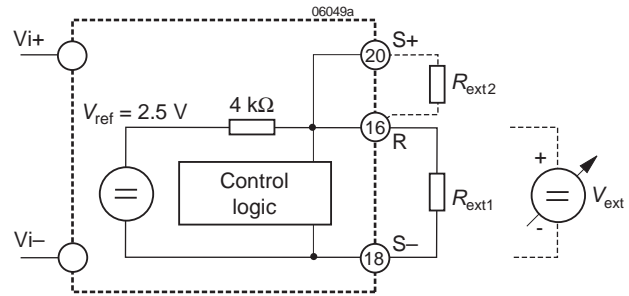 06049a
Vi+
20 S+
Rext2
Vref = 2.5 V
4 kΩ
16
R
Control
logic
Rext1
+
Vext
-
Vi–
S–
18